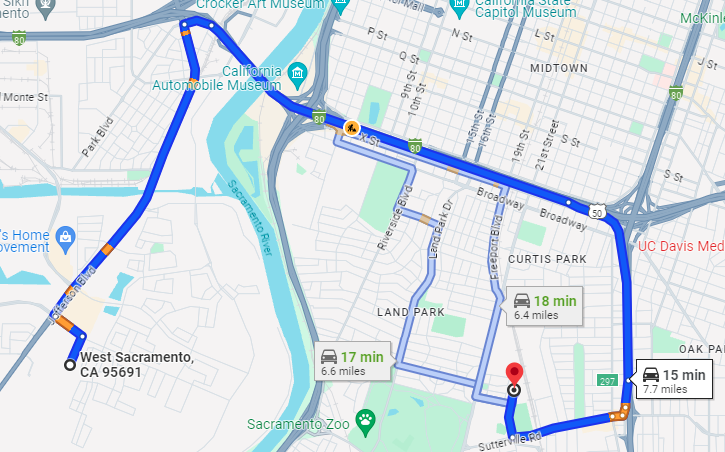 Sikh
Crocker Art Museum
California State
Capitol Museum
McKinle
80
L St
P St
Q St
N St
MIDTOWN
California
Automobile Museum
9th St
10th St
80
Monte St
Park Blvd
80
X St
80
15th St
16th St
19th St
21st Street
S St
S St
S St
Sacramento River
Riverside Blvd
Land Park Dr
Broadway
Broadway
50
Freeport Blvd
's Home
ovement
UC Davis Med
CURTIS PARK
Jefferson Blvd
18 min
6.4 miles
LAND PARK
17 min
6.6 miles
OAK PA
West Sacramento,
CA 95691
297
15 min
7.7 miles
Sacramento Zoo
Sutterville Rd